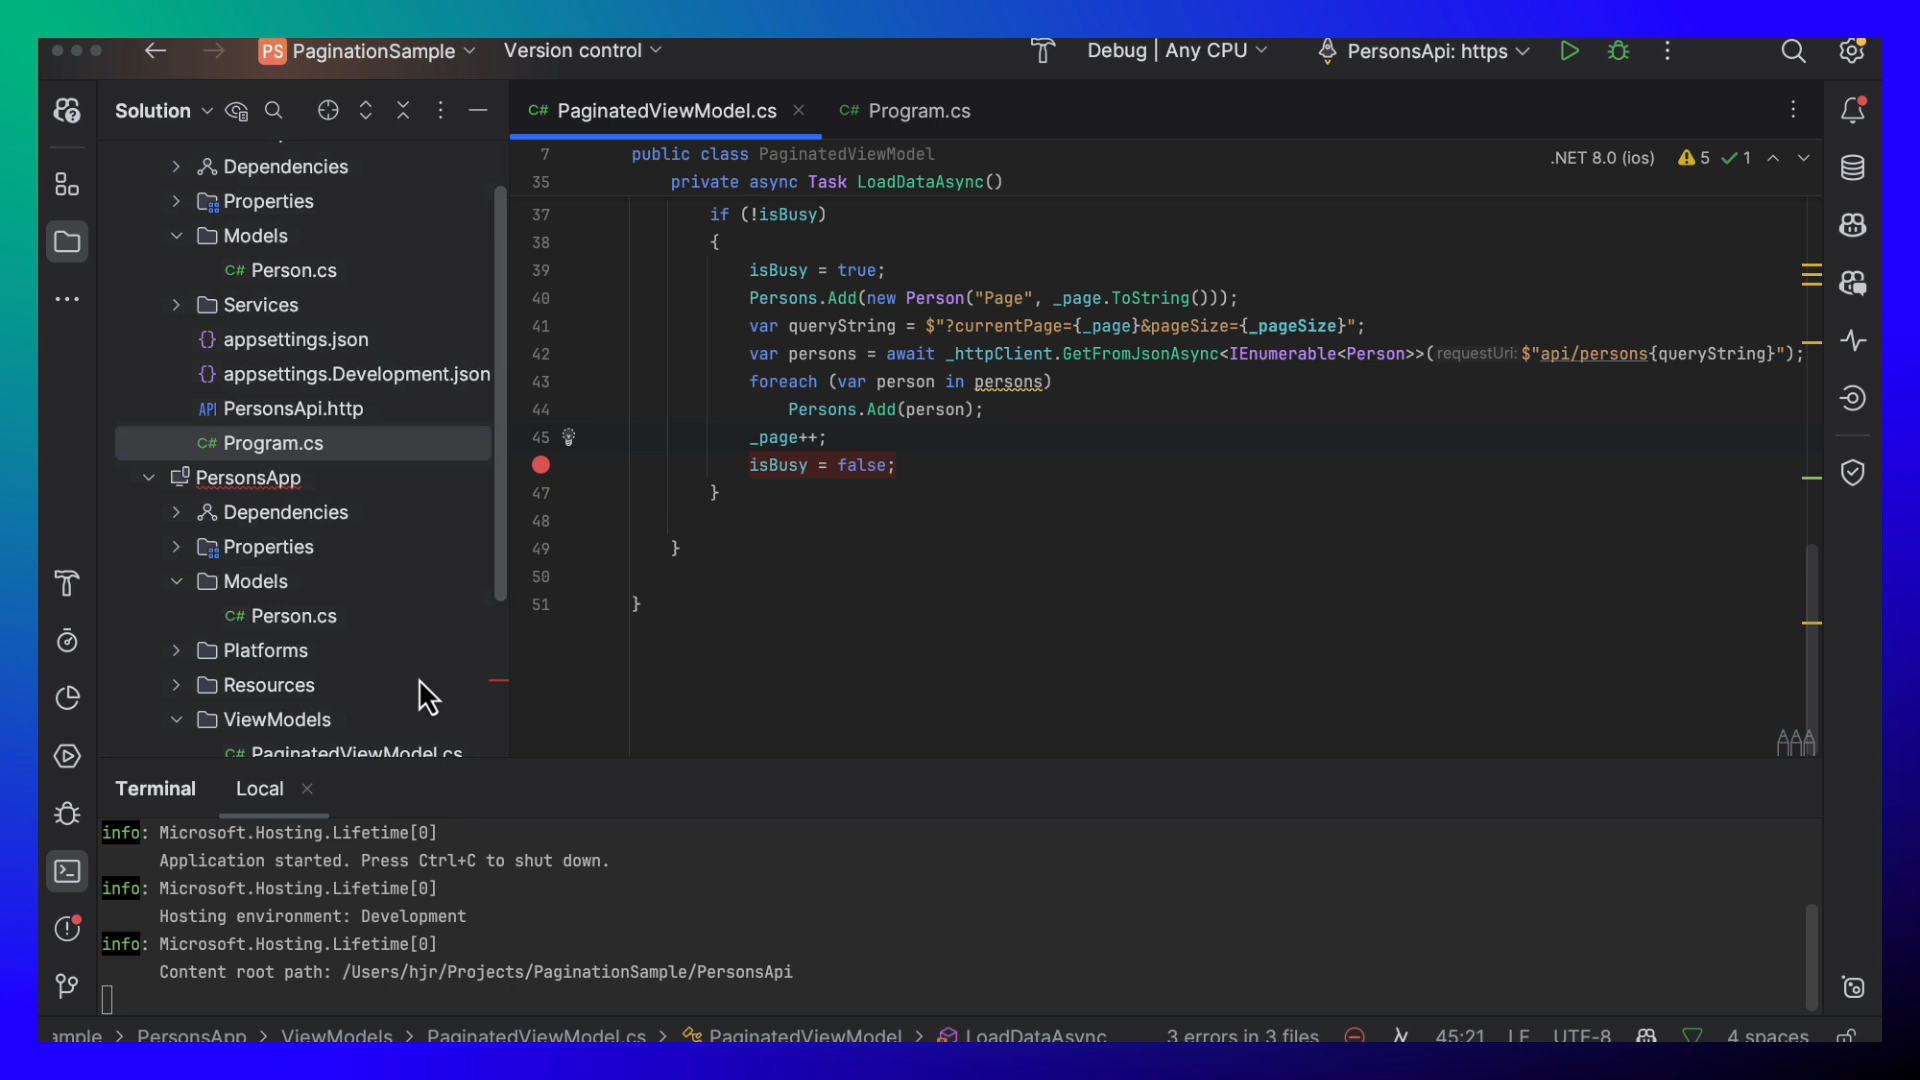 PS PaginationSample
Version control
Debug | Any CPU
PersonsApi: https
Solution
Dependencies
Properties
Models
C# Person.cs
Services
{} appsettings.json
{} appsettings.Development.json
API PersonsApi.http
C# Program.cs
PersonsApp
Dependencies
Properties
Models
C# Person.cs
Platforms
Resources
ViewModels
C# PaginatedViewModel.cs
C# PaginatedViewModel.cs
C# Program.cs
.NET 8.0 (ios) 5 1
7 public class PaginatedViewModel
35 private async Task LoadDataAsync()
37 if (!isBusy)
38 {
39 isBusy = true;
40 Persons.Add(new Person("Page", _page.ToString()));
41 var queryString = $"?currentPage={_page}&pageSize={_pageSize}";
42 var persons = await _httpClient.GetFromJsonAsync<IEnumerable<Person>>(requestUri: $"api/persons{queryString}");
43 foreach (var person in persons)
44 Persons.Add(person);
45 _page++;
isBusy = false;
47 }
48
49 }
50
51 }
Terminal
Local
info: Microsoft.Hosting.Lifetime[0]
Application started. Press Ctrl+C to shut down.
info: Microsoft.Hosting.Lifetime[0]
Hosting environment: Development
info: Microsoft.Hosting.Lifetime[0]
Content root path: /Users/hjr/Projects/PaginationSample/PersonsApi
ample > PersonsApp > ViewModels > PaginatedViewModel.cs > PaginatedViewModel > LoadDataAsync
3 errors in 3 files
45:21 LF UTF-8 4 spaces